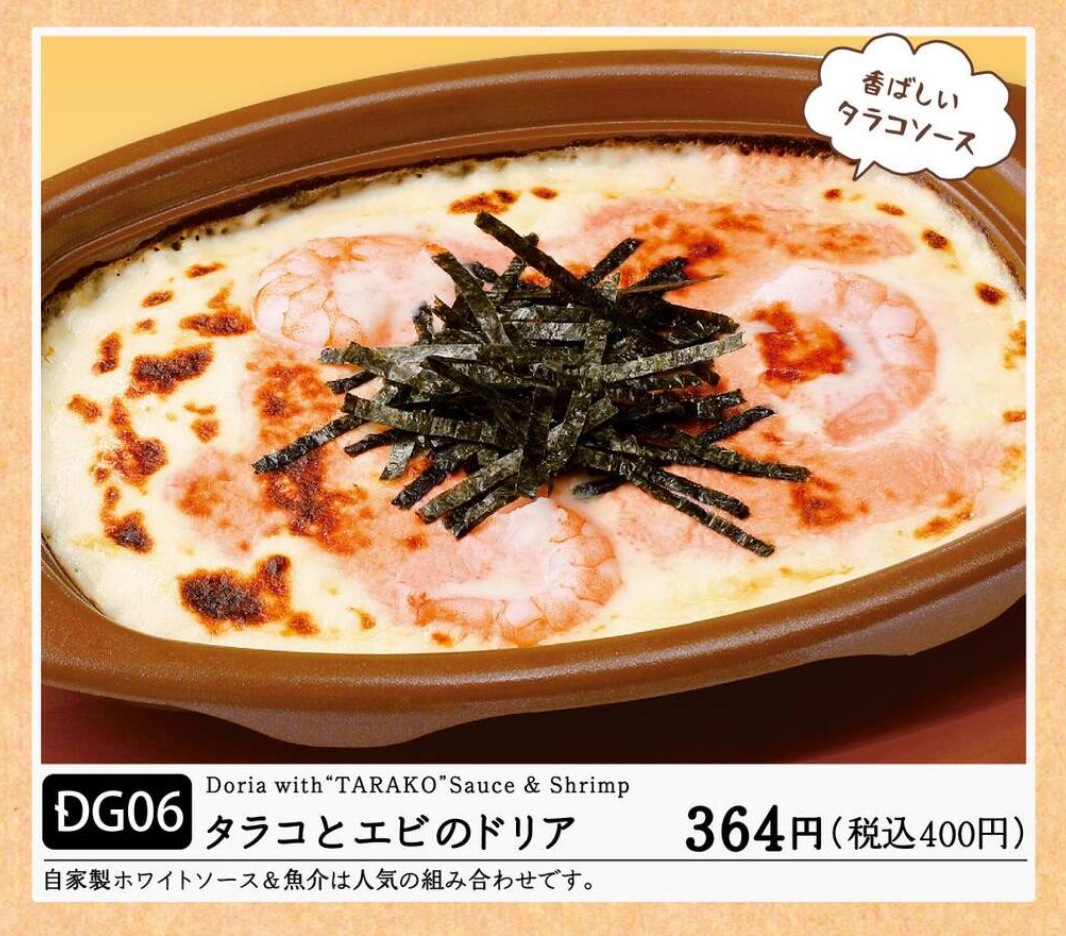 香ばしい
タラコソース
DG06
Doria with“TARAKO”Sauce & Shrimp
タラコとエビのドリア
364円(税込400円)
自家製ホワイトソース&魚介は人気の組み合わせです。